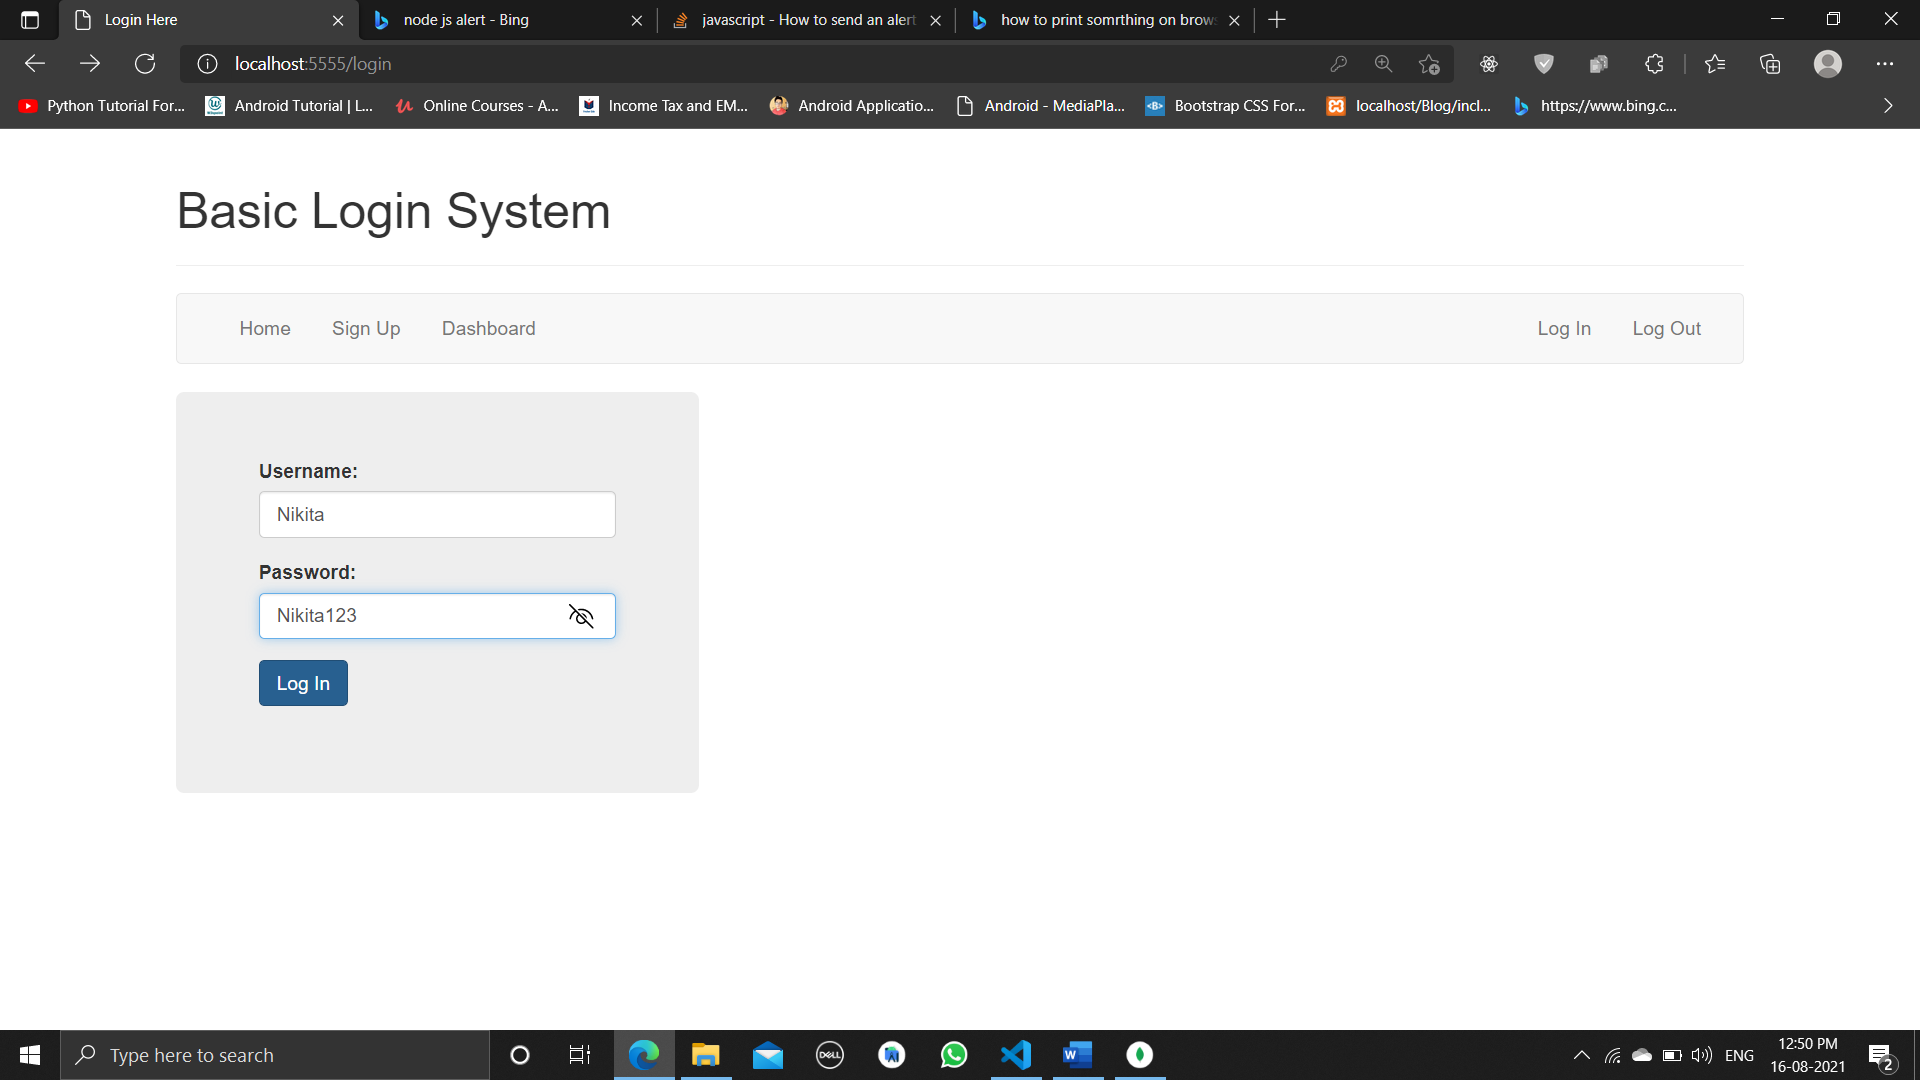 Login Here
node js alert - Bing
javascript - How to send an alert
how to print somrthing on brow
localhost:5555/login
Python Tutorial For...
Android Tutorial | L...
Online Courses - A...
Income Tax and EM...
Android Applicatio...
Android - MediaPla...
Bootstrap CSS For...
localhost/Blog/incl...
https://www.bing.c...
Basic Login System
Home
Sign Up
Dashboard
Log In
Log Out
Username:
Nikita
Password:
Nikita123
Log In
Type here to search
DELL
ENG
12:50 PM
16-08-2021
2